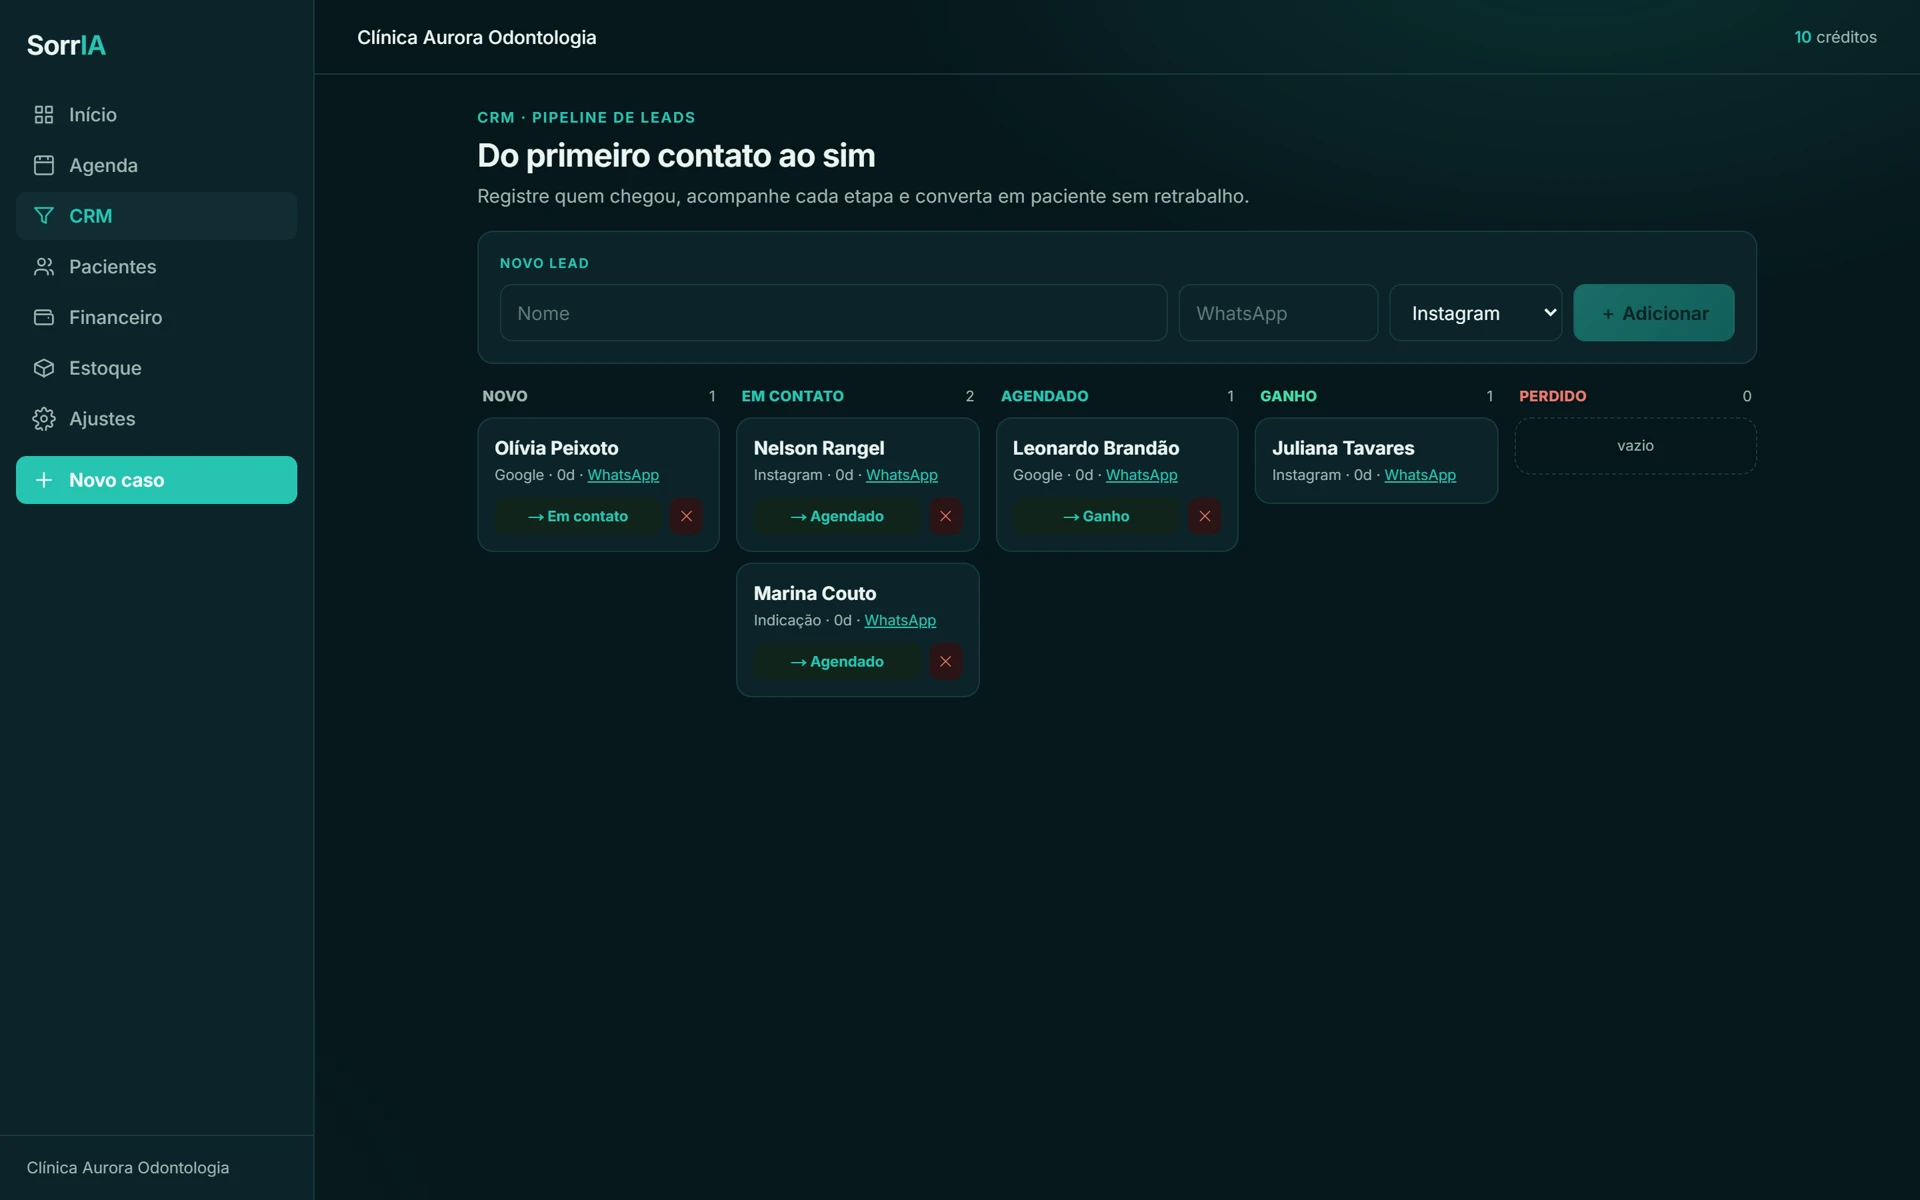 SorrIA
Início
Agenda
CRM
Pacientes
Financeiro
Estoque
Ajustes
+ Novo caso
Clínica Aurora Odontologia
Clínica Aurora Odontologia
10 créditos
CRM · PIPELINE DE LEADS
Do primeiro contato ao sim
Registre quem chegou, acompanhe cada etapa e converta em paciente sem retrabalho.
NOVO LEAD
Nome
WhatsApp
Instagram
+ Adicionar
NOVO 1
Olívia Peixoto
Google · 0d · WhatsApp
→ Em contato
EM CONTATO 2
Nelson Rangel
Instagram · 0d · WhatsApp
→ Agendado
Marina Couto
Indicação · 0d · WhatsApp
→ Agendado
AGENDADO 1
Leonardo Brandão
Google · 0d · WhatsApp
→ Ganho
GANHO 1
Juliana Tavares
Instagram · 0d · WhatsApp
PERDIDO 0
vazio